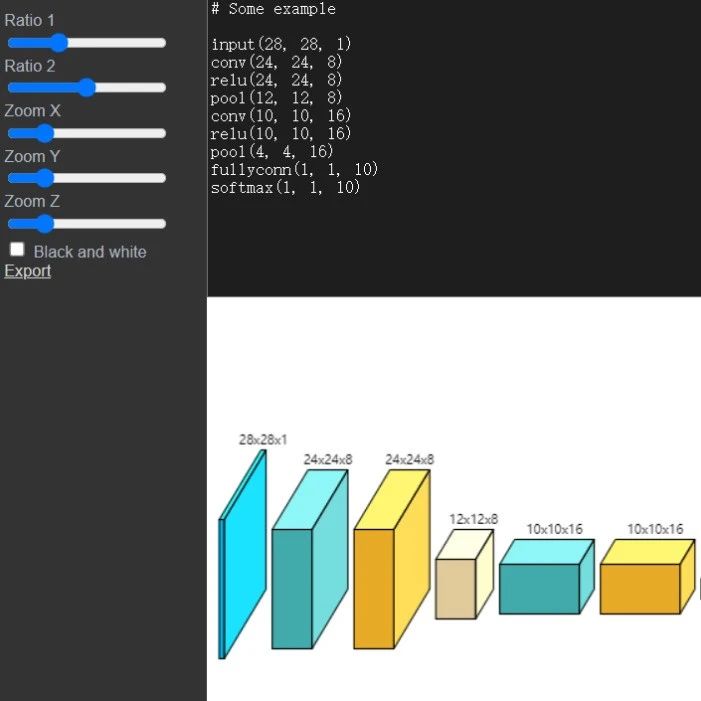 Ratio 1
Ratio 2
Zoom X
Zoom Y
Zoom Z
Black and white
Export
# Some example
input(28, 28, 1)
conv(24, 24, 8)
relu(24, 24, 8)
pool(12, 12, 8)
conv(10, 10, 16)
relu(10, 10, 16)
pool(4, 4, 16)
fullyconn(1, 1, 10)
softmax(1, 1, 10)
28x28x1
24x24x8
24x24x8
12x12x8
10x10x16
10x10x16